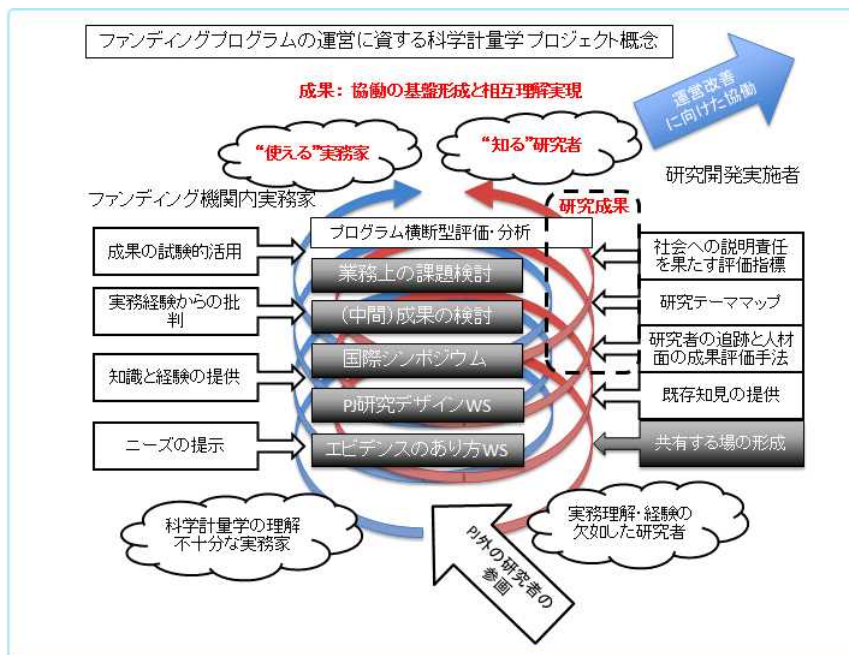 ファンディングプログラムの運営に資する科学計量学 プロジェクト概念
成果：協働の基盤形成と相互理解実現
運営改善
に向けた協働
“使える”実務家
“知る”研究者
研究開発実施者
ファンディング機関内実務家
研究成果
プログラム横断型評価・分析
成果の試験的活用
業務上の課題検討
社会への説明責任
を果たす評価指標
実務経験からの批
判
(中間)成果の検討
研究テーママップ
国際シンポジウム
研究者の追跡と人材
面の成果評価手法
知識と経験の提供
PJ研究デザインWS
既存知見の提供
ニーズの提示
エビデンスのあり方WS
共有する場の形成
科学計量学の理解
不十分な実務家
実務理解・経験の
欠如した研究者
PJ外の研究者の
参画